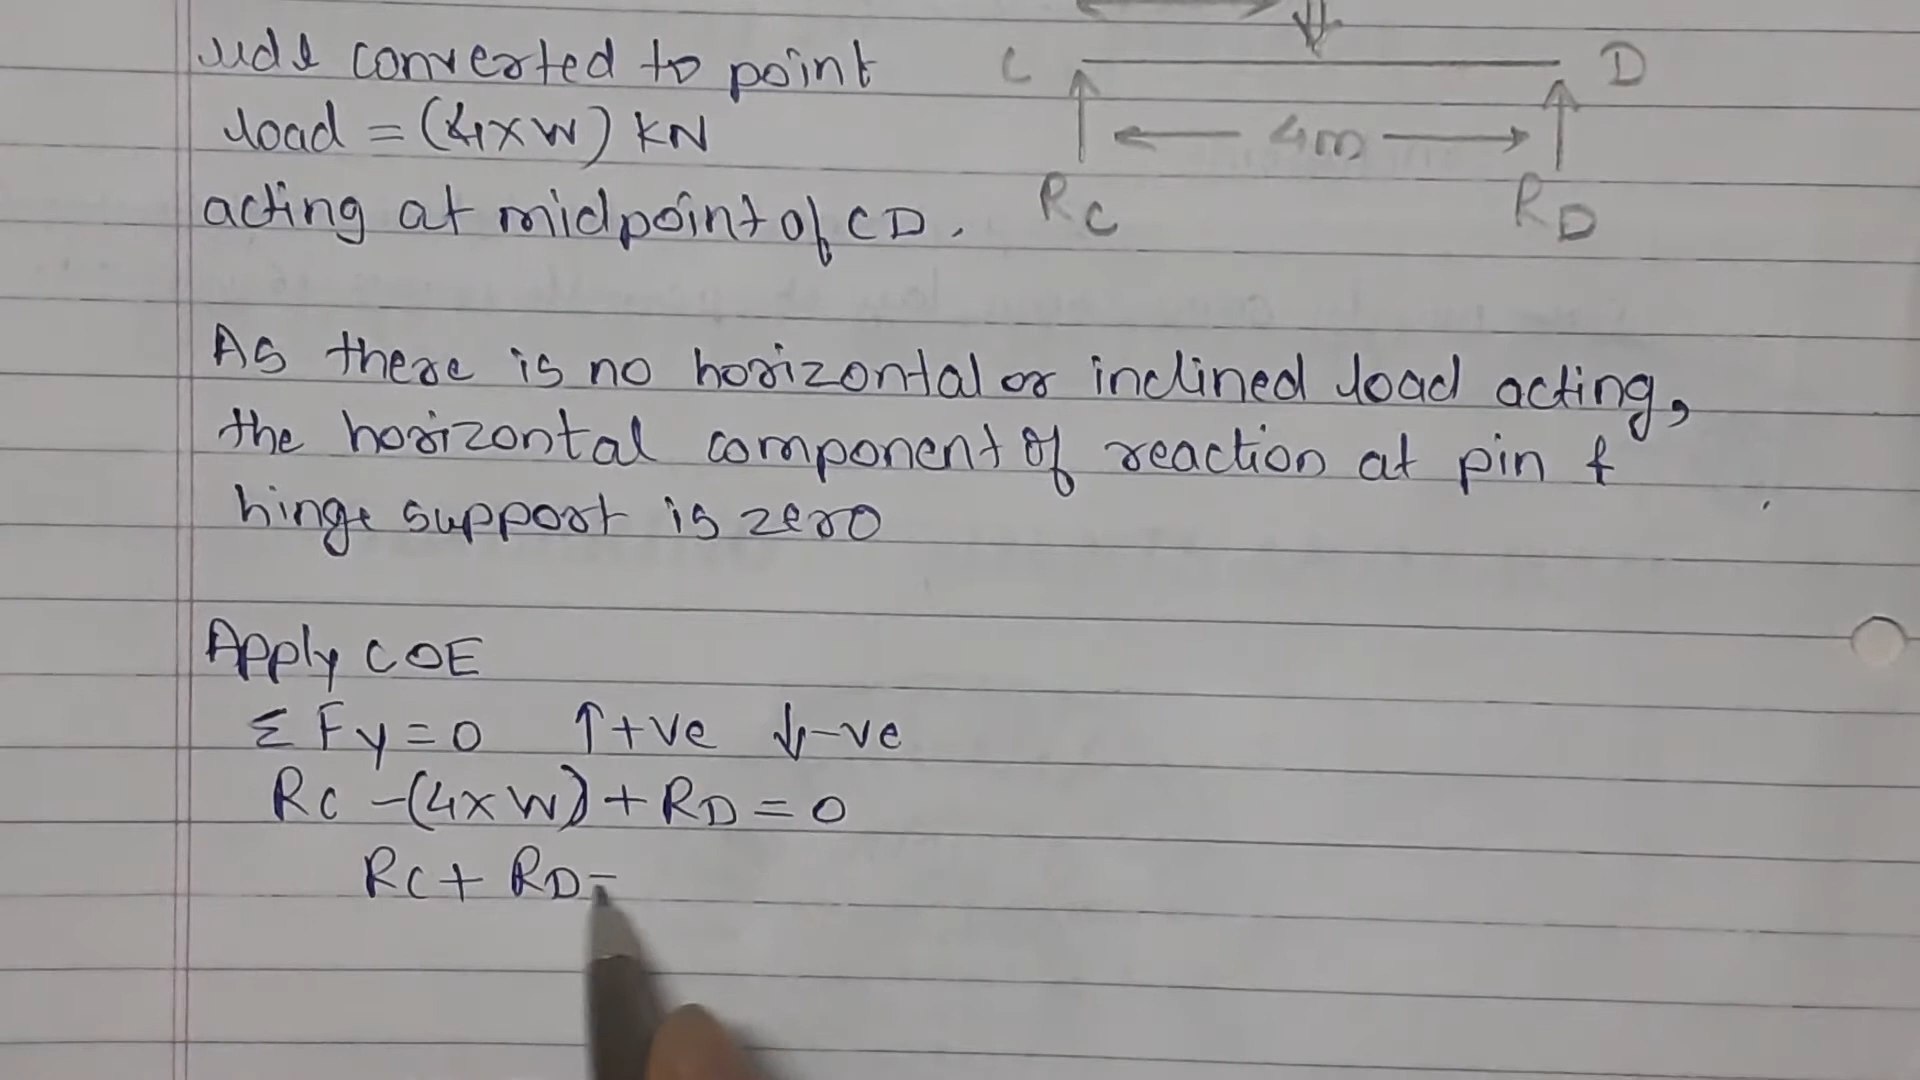 udl converted to point
load = (4×w) KN
acting at midpoint of CD.
C D
4m
RC RD
As there is no horizontal or inclined load acting,
the horizontal component of reaction at pin &
hinge support is zero
Apply COE
ΣFy=0 ↑+ve ↓-ve
RC -(4×W)+RD=0
RC+ RD=